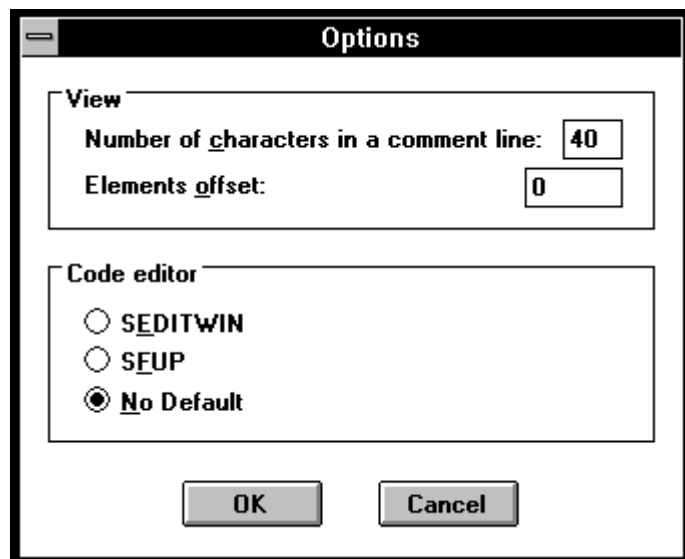 Options
View
Number of characters in a comment line: 40
Elements offset: 0
Code editor
SEDITWIN
SFUP
No Default
OK Cancel